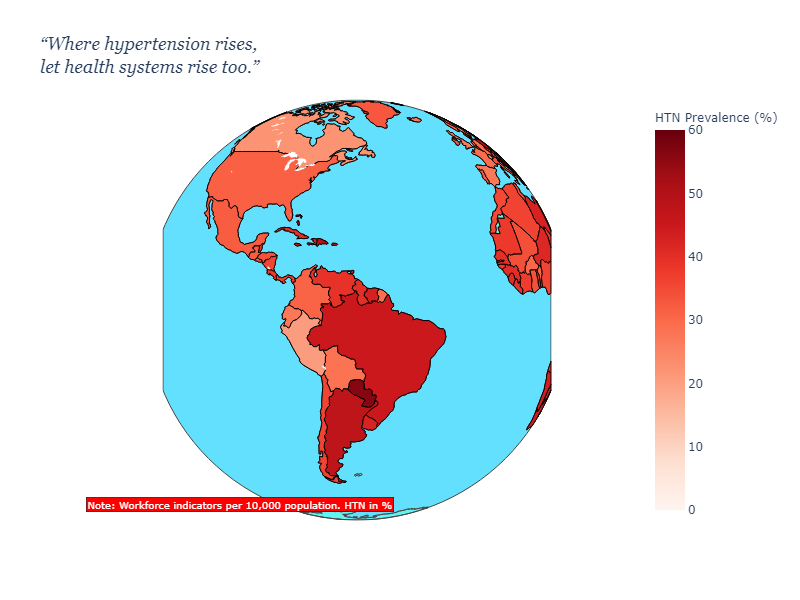 “Where hypertension rises,
let health systems rise too.”
HTN Prevalence (%)
60
50
40
30
20
10
0
Note: Workforce indicators per 10,000 population. HTN in %